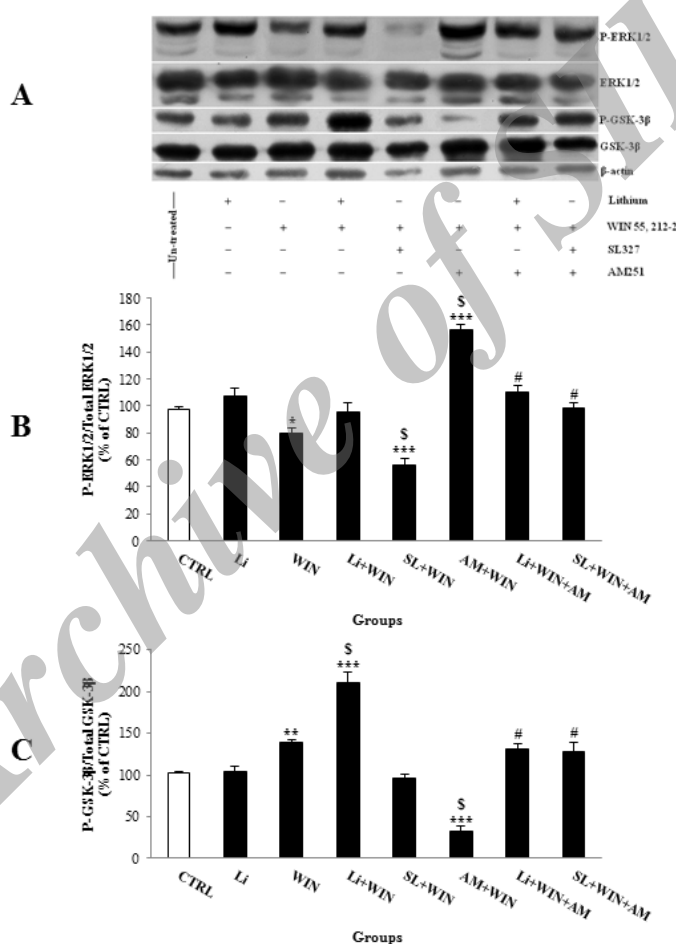 A
P-ERK1/2
ERK1/2
P-GSK-3β
GSK-3β
β-actin
Un-treated
+ − + − − + − Lithium
− + + + + + + WIN 55, 212-2
− − − + − − + SL327
− − − − + + + AM251
B
P-ERK1/2/Total ERK1/2
(% of CTRL)
180
160
140
120
100
80
60
40
20
0
*
$
***
$
***
#
#
CTRL
Li
WIN
Li+WIN
SL+WIN
AM+WIN
Li+WIN+AM
SL+WIN+AM
Groups
C
P-GSK-3β/Total GSK-3β
(% of CTRL)
250
200
150
100
50
0
**
$
***
$
***
#
#
CTRL
Li
WIN
Li+WIN
SL+WIN
AM+WIN
Li+WIN+AM
SL+WIN+AM
Groups
Archive of